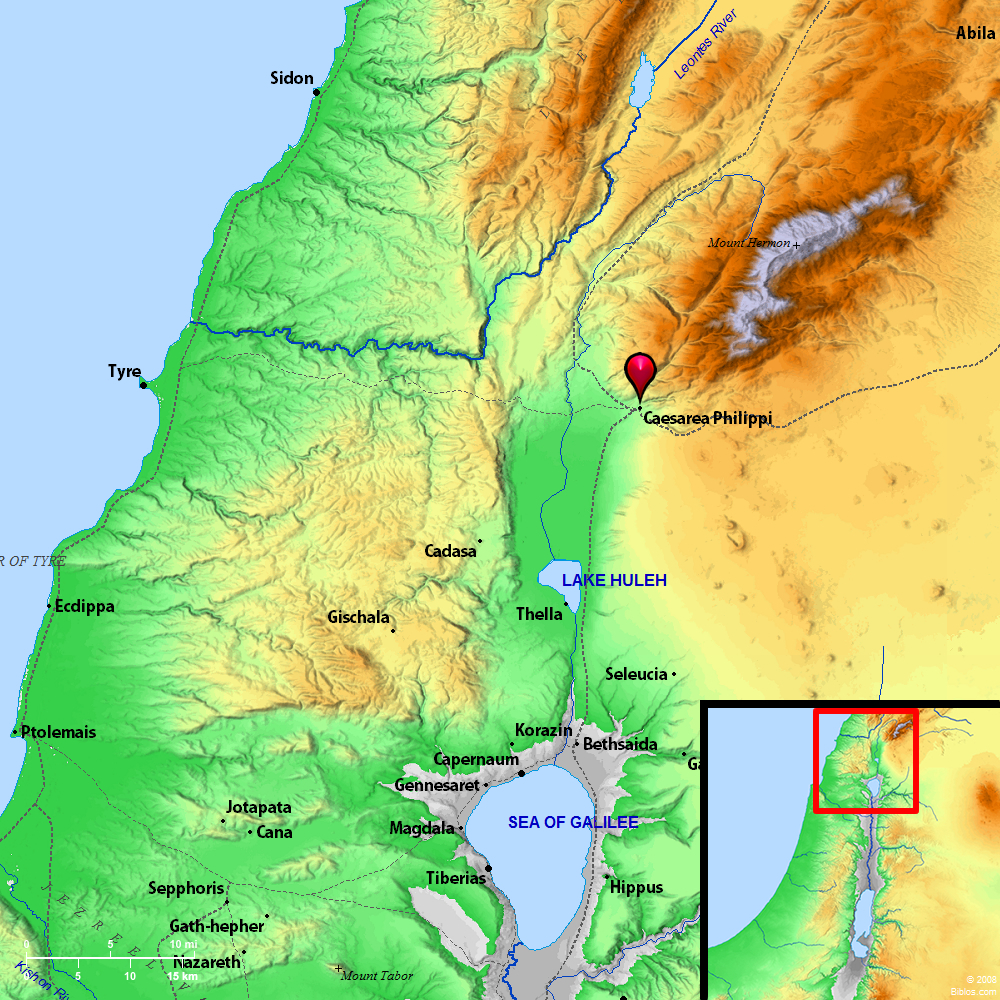 Abila
Leontes River
Sidon
L E
Mount Hermon
Tyre
Caesarea Philippi
R OF TYRE
Cadasa
LAKE HULEH
Ecdippa
Thella
Gischala
Seleucia
Ptolemais
Korazin
Bethsaida
Capernaum
Ga
Gennesaret
Jotapata
SEA OF GALILEE
Magdala
Cana
Tiberias
Sepphoris
Hippus
J E Z R E E L
Gath-hepher
0 5 10 mi
Nazareth
5 10 15 km
Kishon Ri
V
Mount Tabor
© 2008
Biblos.com